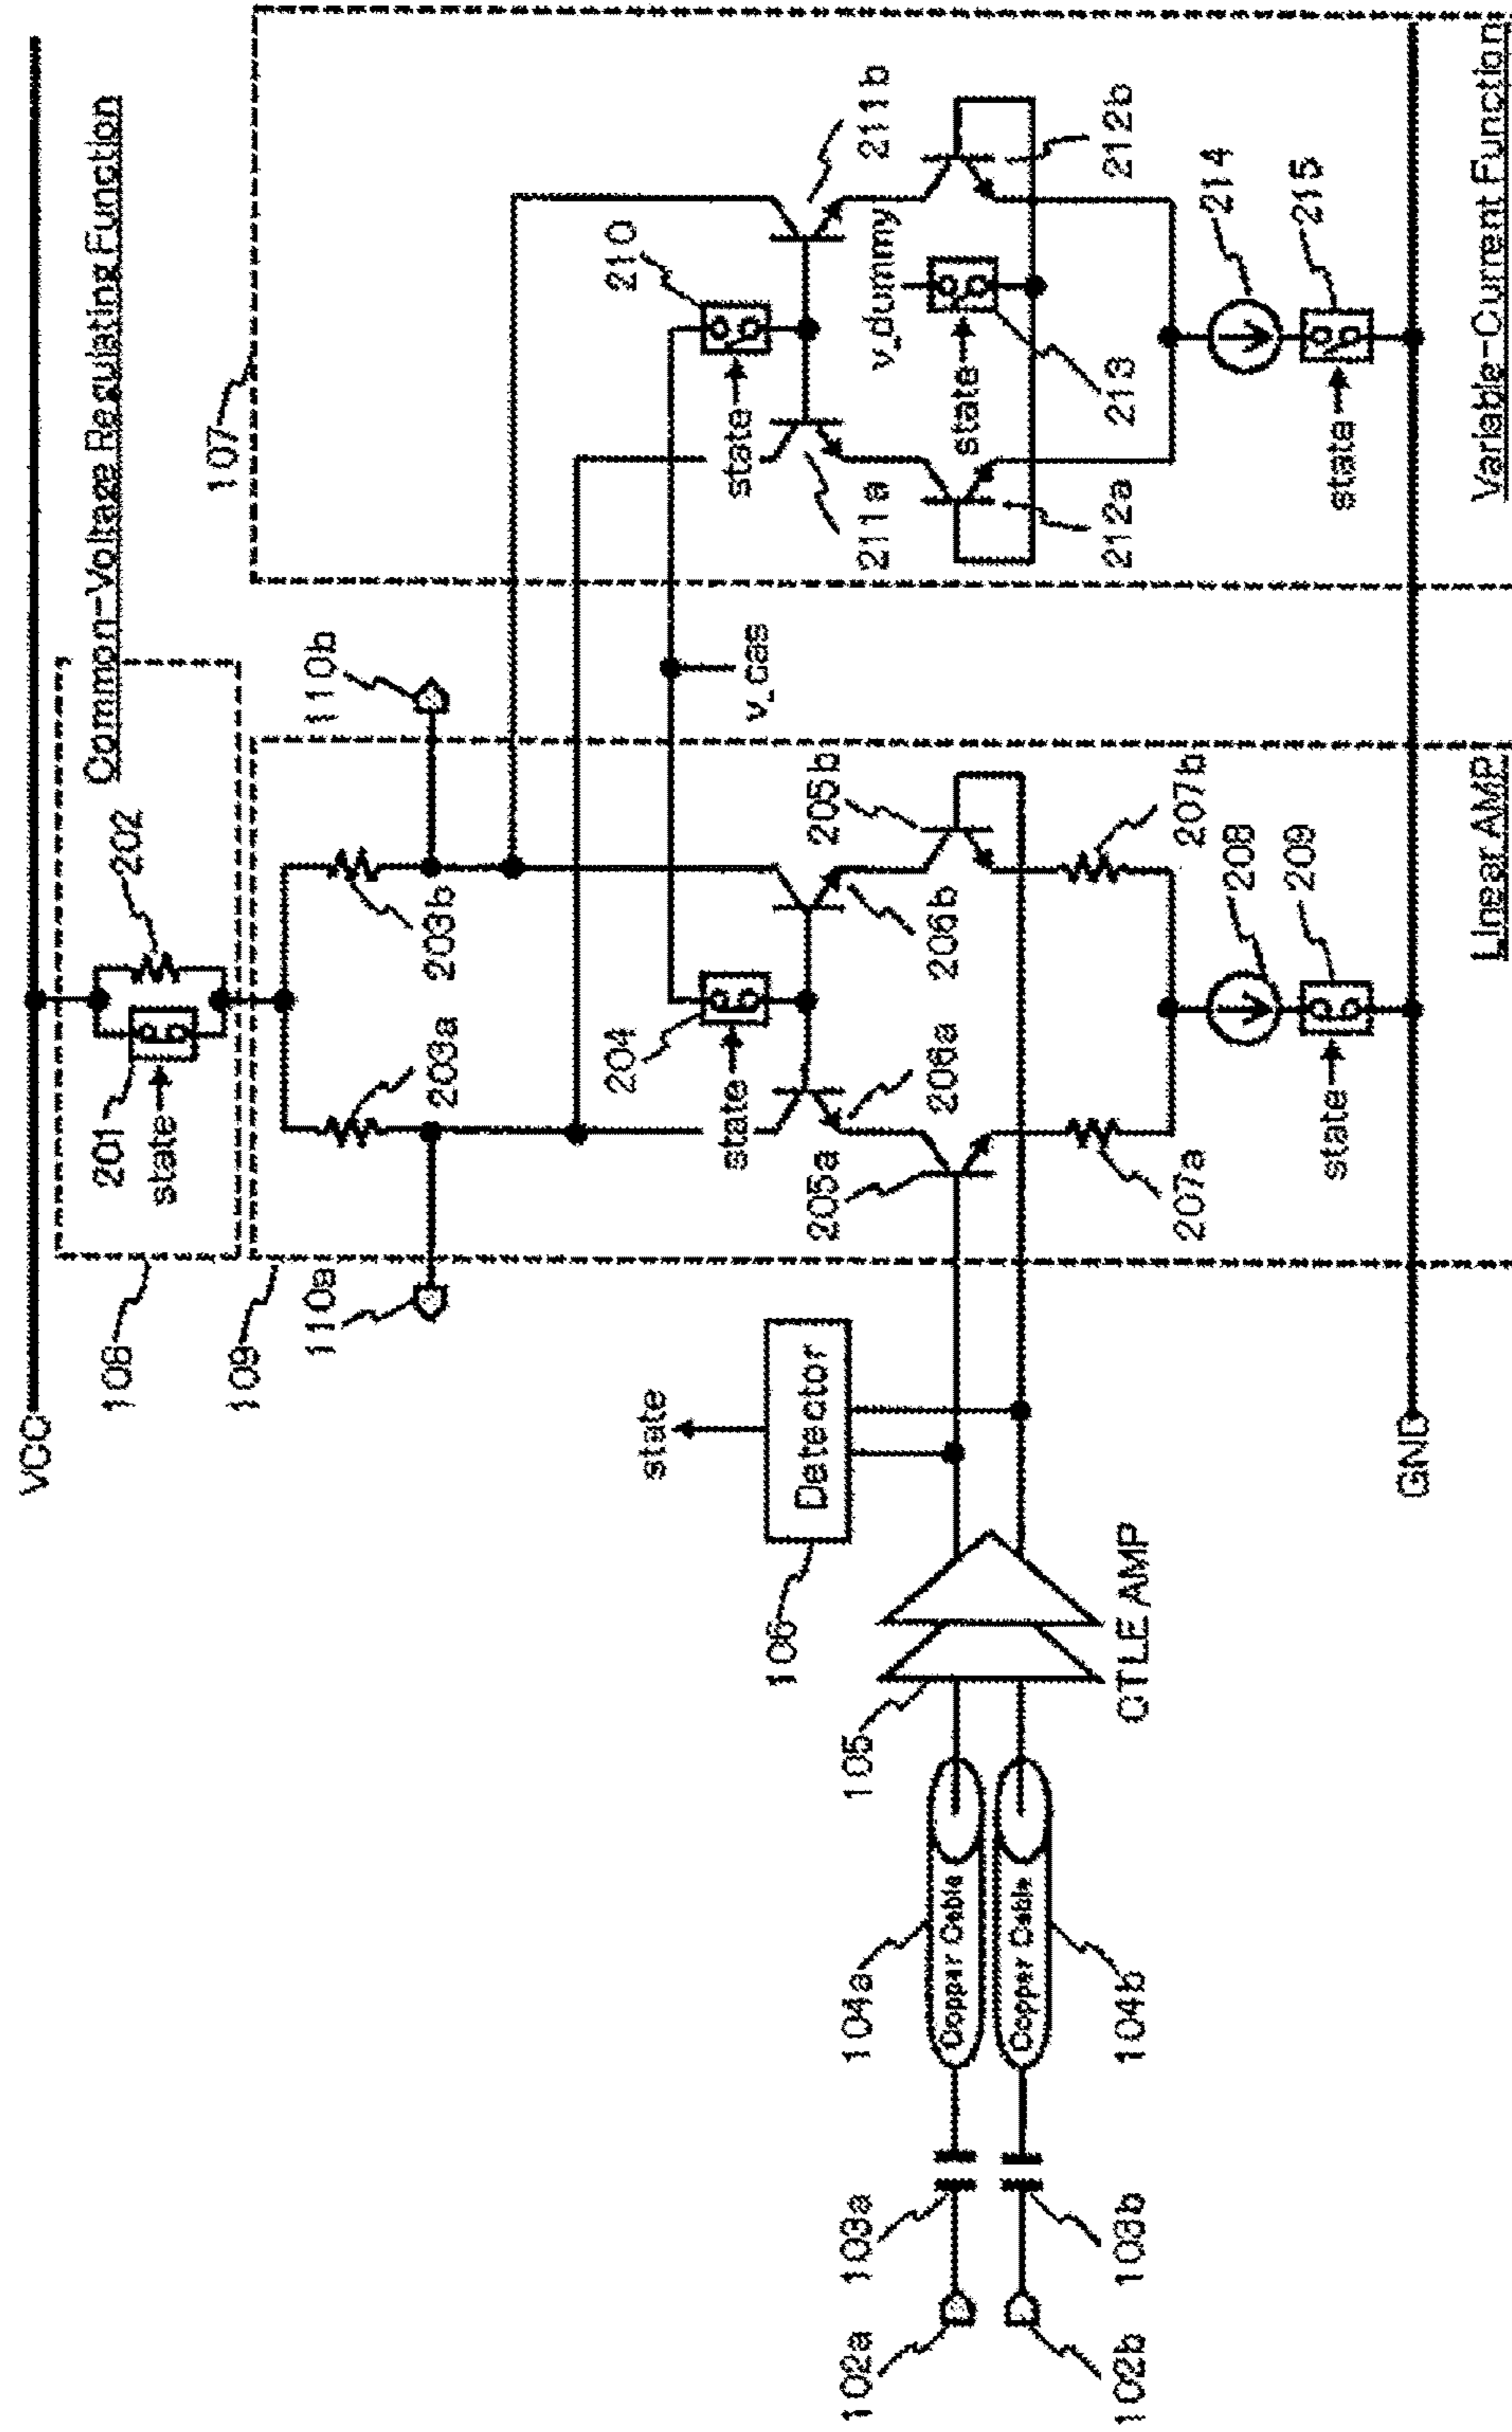 VCC
Common-Voltage Regulating Function
108
201
state
202
107
109
110a
203a
203b
110b
state
Detector
106
204
state
v_cas
210
state
211a
211b
v_dummy
205a
206a
206b
205b
state
213
212a
212b
102a
103a
104a
Copper Cable
105
Copper Cable
102b
103b
104b
CTLE AMP
207a
207b
208
209
state
214
215
state
GND
Linear AMP
Variable-Current Function